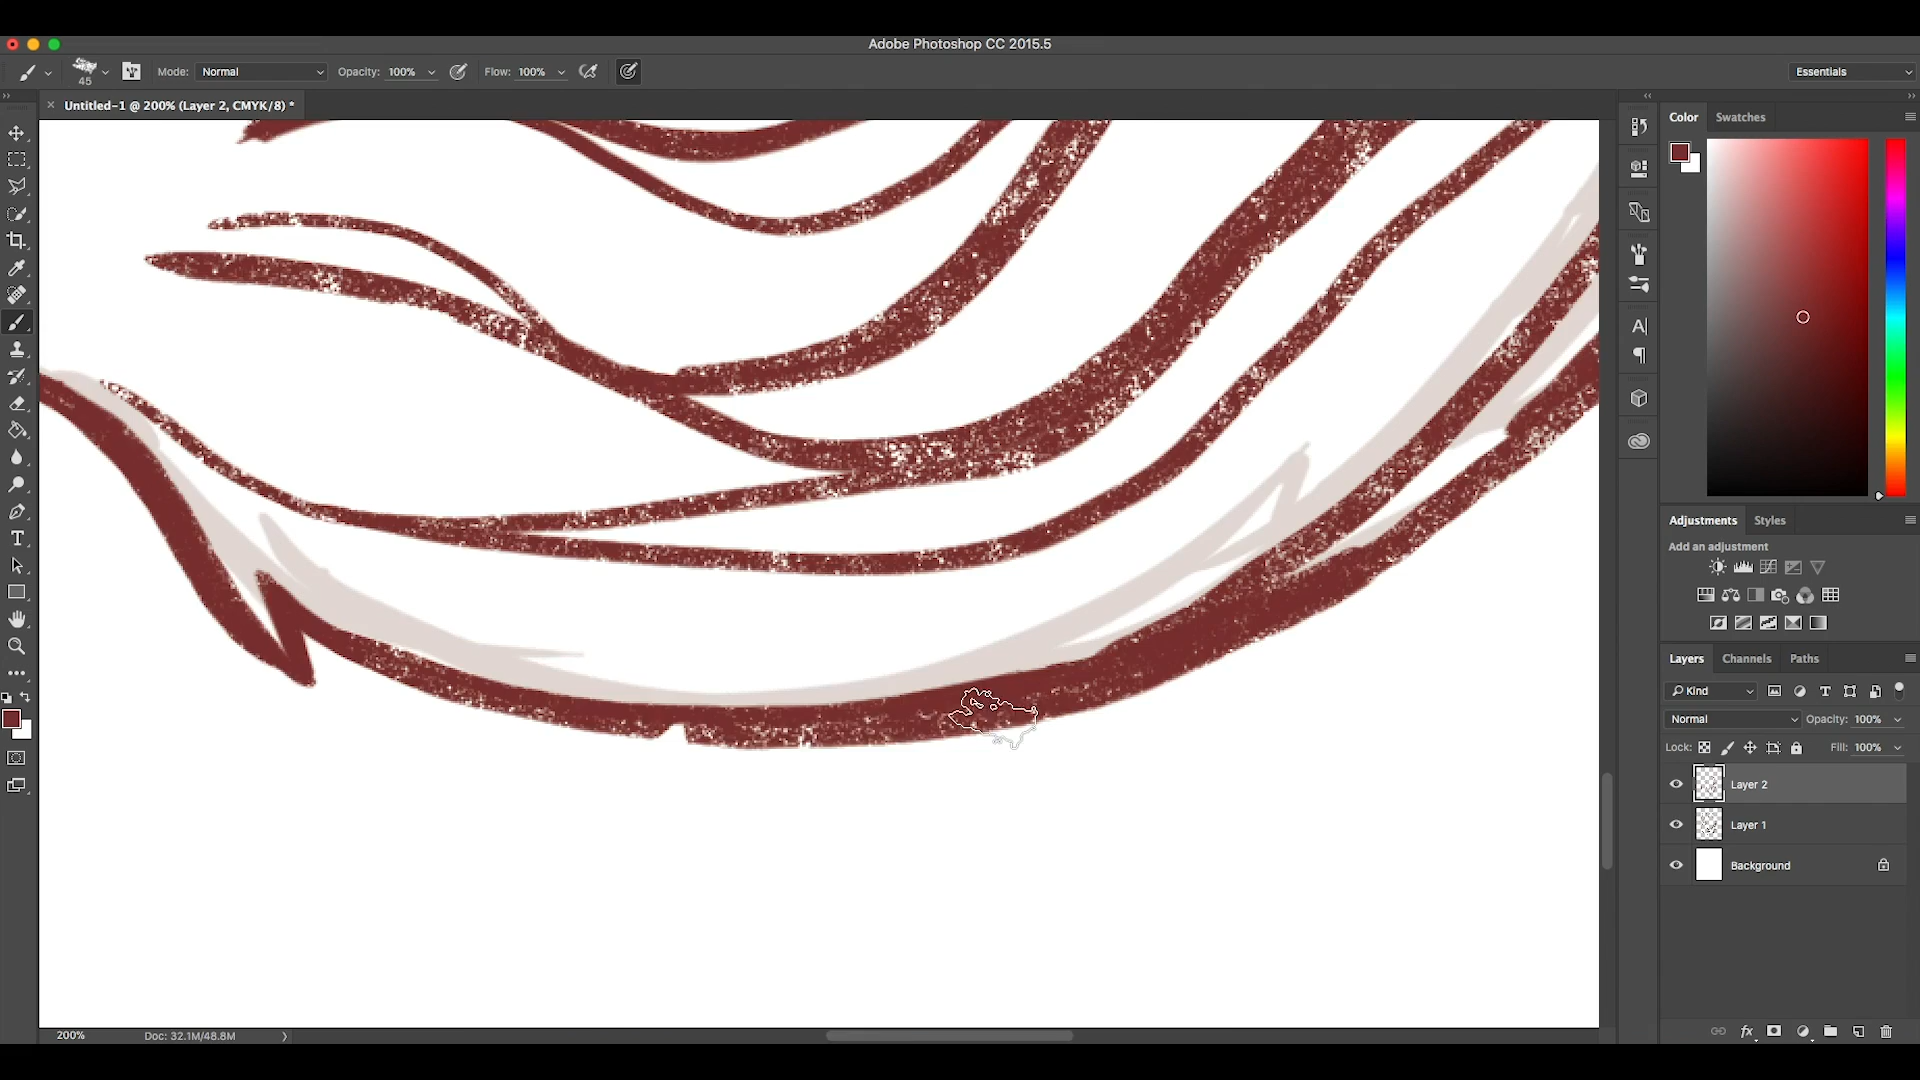 Adobe Photoshop CC 2015.5
45
Mode: Normal
Opacity: 100%
Flow: 100%
Essentials
Untitled-1 @ 200% (Layer 2, CMYK/8) *
Color
Swatches
Adjustments
Styles
Add an adjustment
Layers
Channels
Paths
Kind
Normal
Opacity: 100%
Lock:
Fill: 100%
Layer 2
Layer 1
Background
200%
Doc: 32.1M/48.8M